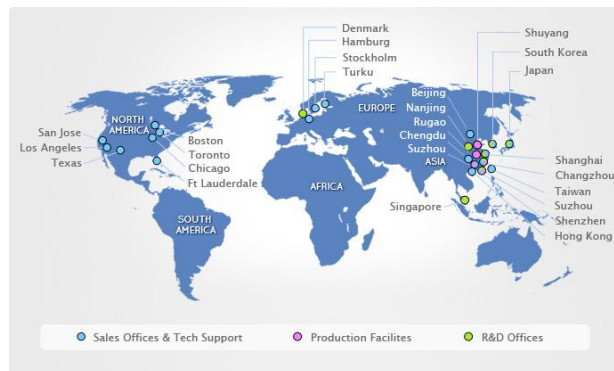 Denmark
Hamburg
Stockholm
Turku
Shuyang
South Korea
Japan
EUROPE
Beijing
Nanjing
Rugao
Chengdu
Suzhou
ASIA
NORTH
AMERICA
San Jose
Los Angeles
Texas
Boston
Toronto
Chicago
Ft Lauderdale
AFRICA
SOUTH
AMERICA
Singapore
Shanghai
Changzhou
Taiwan
Suzhou
Shenzhen
Hong Kong
Sales Offices & Tech Support
Production Facilites
R&D Offices